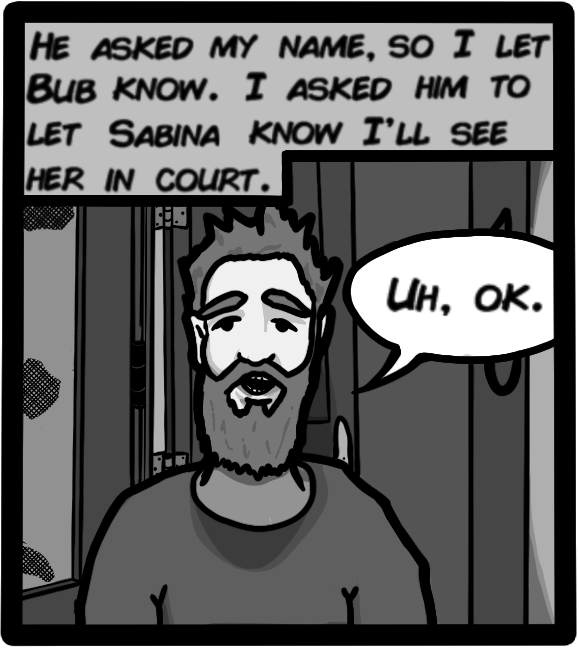 He asked my name, so I let
Bub know. I asked him to
let Sabina know I'll see
her in court.
Uh, ok.